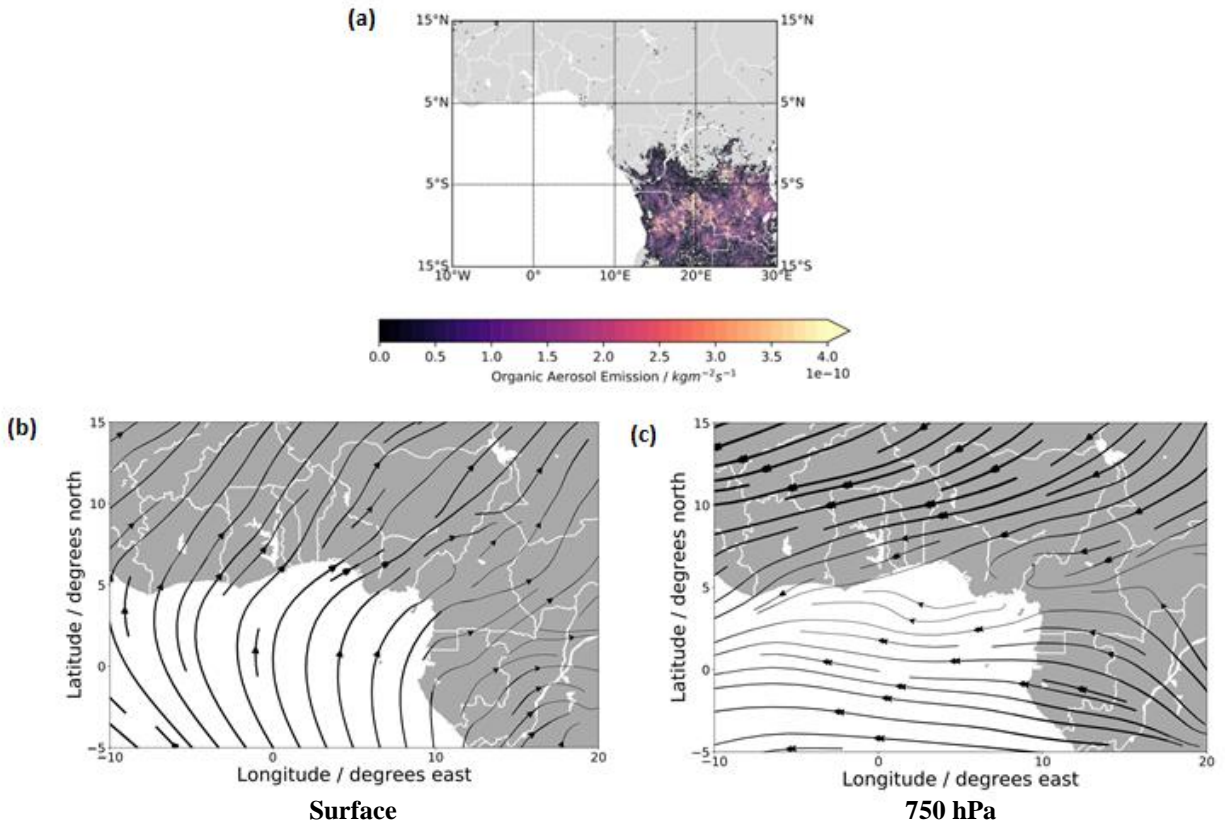 (a)
15°N 15°N
5°N 5°N
5°S 5°S
15°S 15°S
10°W 0° 10°E 20°E 30°E
0.0 0.5 1.0 1.5 2.0 2.5 3.0 3.5 4.0
Organic Aerosol Emission / kgm⁻²s⁻¹ 1e−10
(b)
15
10
5
0
−5
−10 0 10 20
Latitude / degrees north
Longitude / degrees east
Surface
(c)
15
10
5
0
−5
−10 0 10 20
Latitude / degrees north
Longitude / degrees east
750 hPa